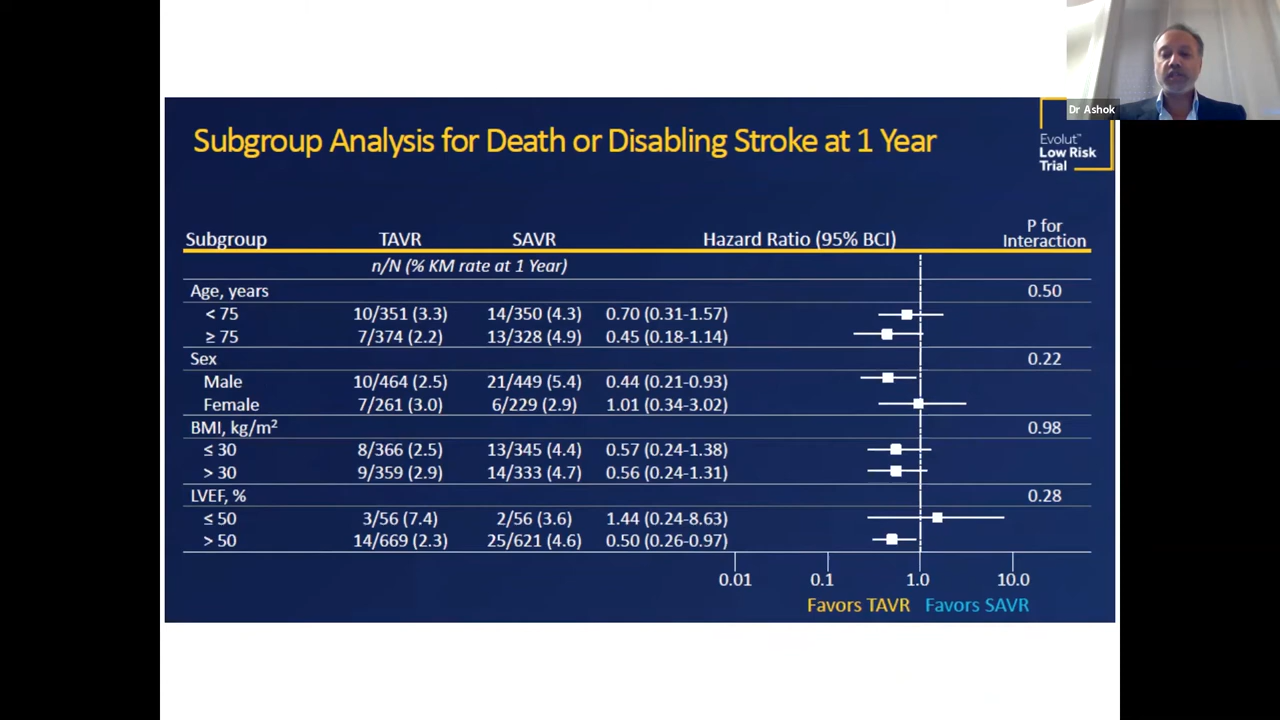 Dr Ashok
Subgroup Analysis for Death or Disabling Stroke at 1 Year
Evolut™
Low Risk
Trial
Subgroup TAVR SAVR Hazard Ratio (95% BCI) P for Interaction
n/N (% KM rate at 1 Year)
Age, years 0.50
< 75 10/351 (3.3) 14/350 (4.3) 0.70 (0.31-1.57)
≥ 75 7/374 (2.2) 13/328 (4.9) 0.45 (0.18-1.14)
Sex 0.22
Male 10/464 (2.5) 21/449 (5.4) 0.44 (0.21-0.93)
Female 7/261 (3.0) 6/229 (2.9) 1.01 (0.34-3.02)
BMI, kg/m² 0.98
≤ 30 8/366 (2.5) 13/345 (4.4) 0.57 (0.24-1.38)
> 30 9/359 (2.9) 14/333 (4.7) 0.56 (0.24-1.31)
LVEF, % 0.28
≤ 50 3/56 (7.4) 2/56 (3.6) 1.44 (0.24-8.63)
> 50 14/669 (2.3) 25/621 (4.6) 0.50 (0.26-0.97)
0.01 0.1 1.0 10.0
Favors TAVR Favors SAVR